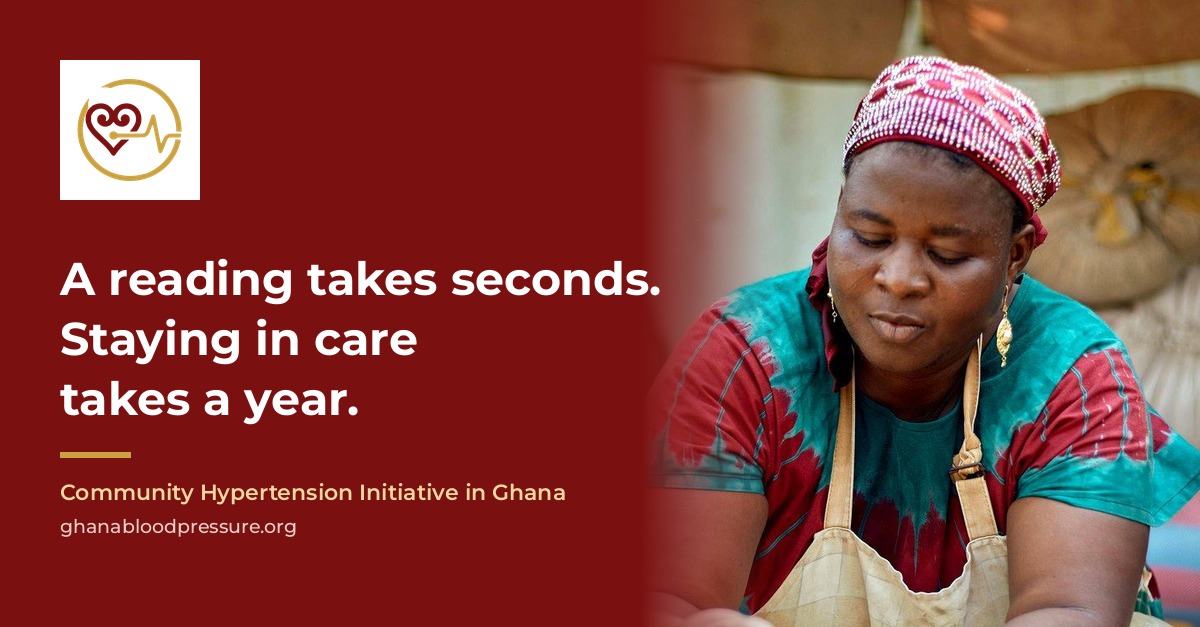 A reading takes seconds.
Staying in care
takes a year.
Community Hypertension Initiative in Ghana
ghanabloodpressure.org